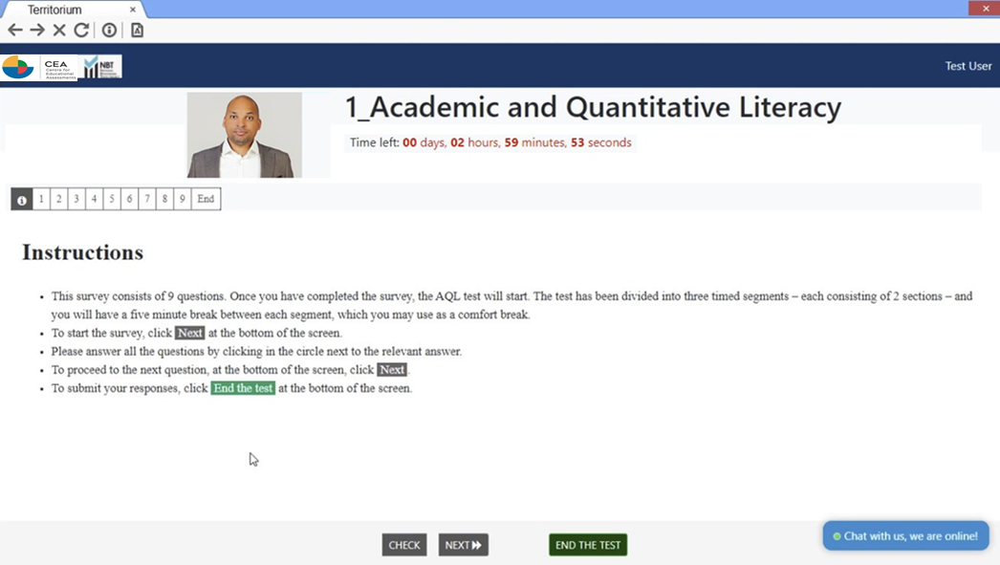 Territorium
CEA
Centre for
Educational
Assessments
NBT
Test User
1_Academic and Quantitative Literacy
Time left: 00 days, 02 hours, 59 minutes, 53 seconds
1 2 3 4 5 6 7 8 9 End
Instructions
• This survey consists of 9 questions. Once you have completed the survey, the AQL test will start. The test has been divided into three timed segments – each consisting of 2 sections – and
you will have a five minute break between each segment, which you may use as a comfort break.
• To start the survey, click Next at the bottom of the screen.
• Please answer all the questions by clicking in the circle next to the relevant answer.
• To proceed to the next question, at the bottom of the screen, click Next.
• To submit your responses, click End the test at the bottom of the screen.
CHECK NEXT END THE TEST
Chat with us, we are online!